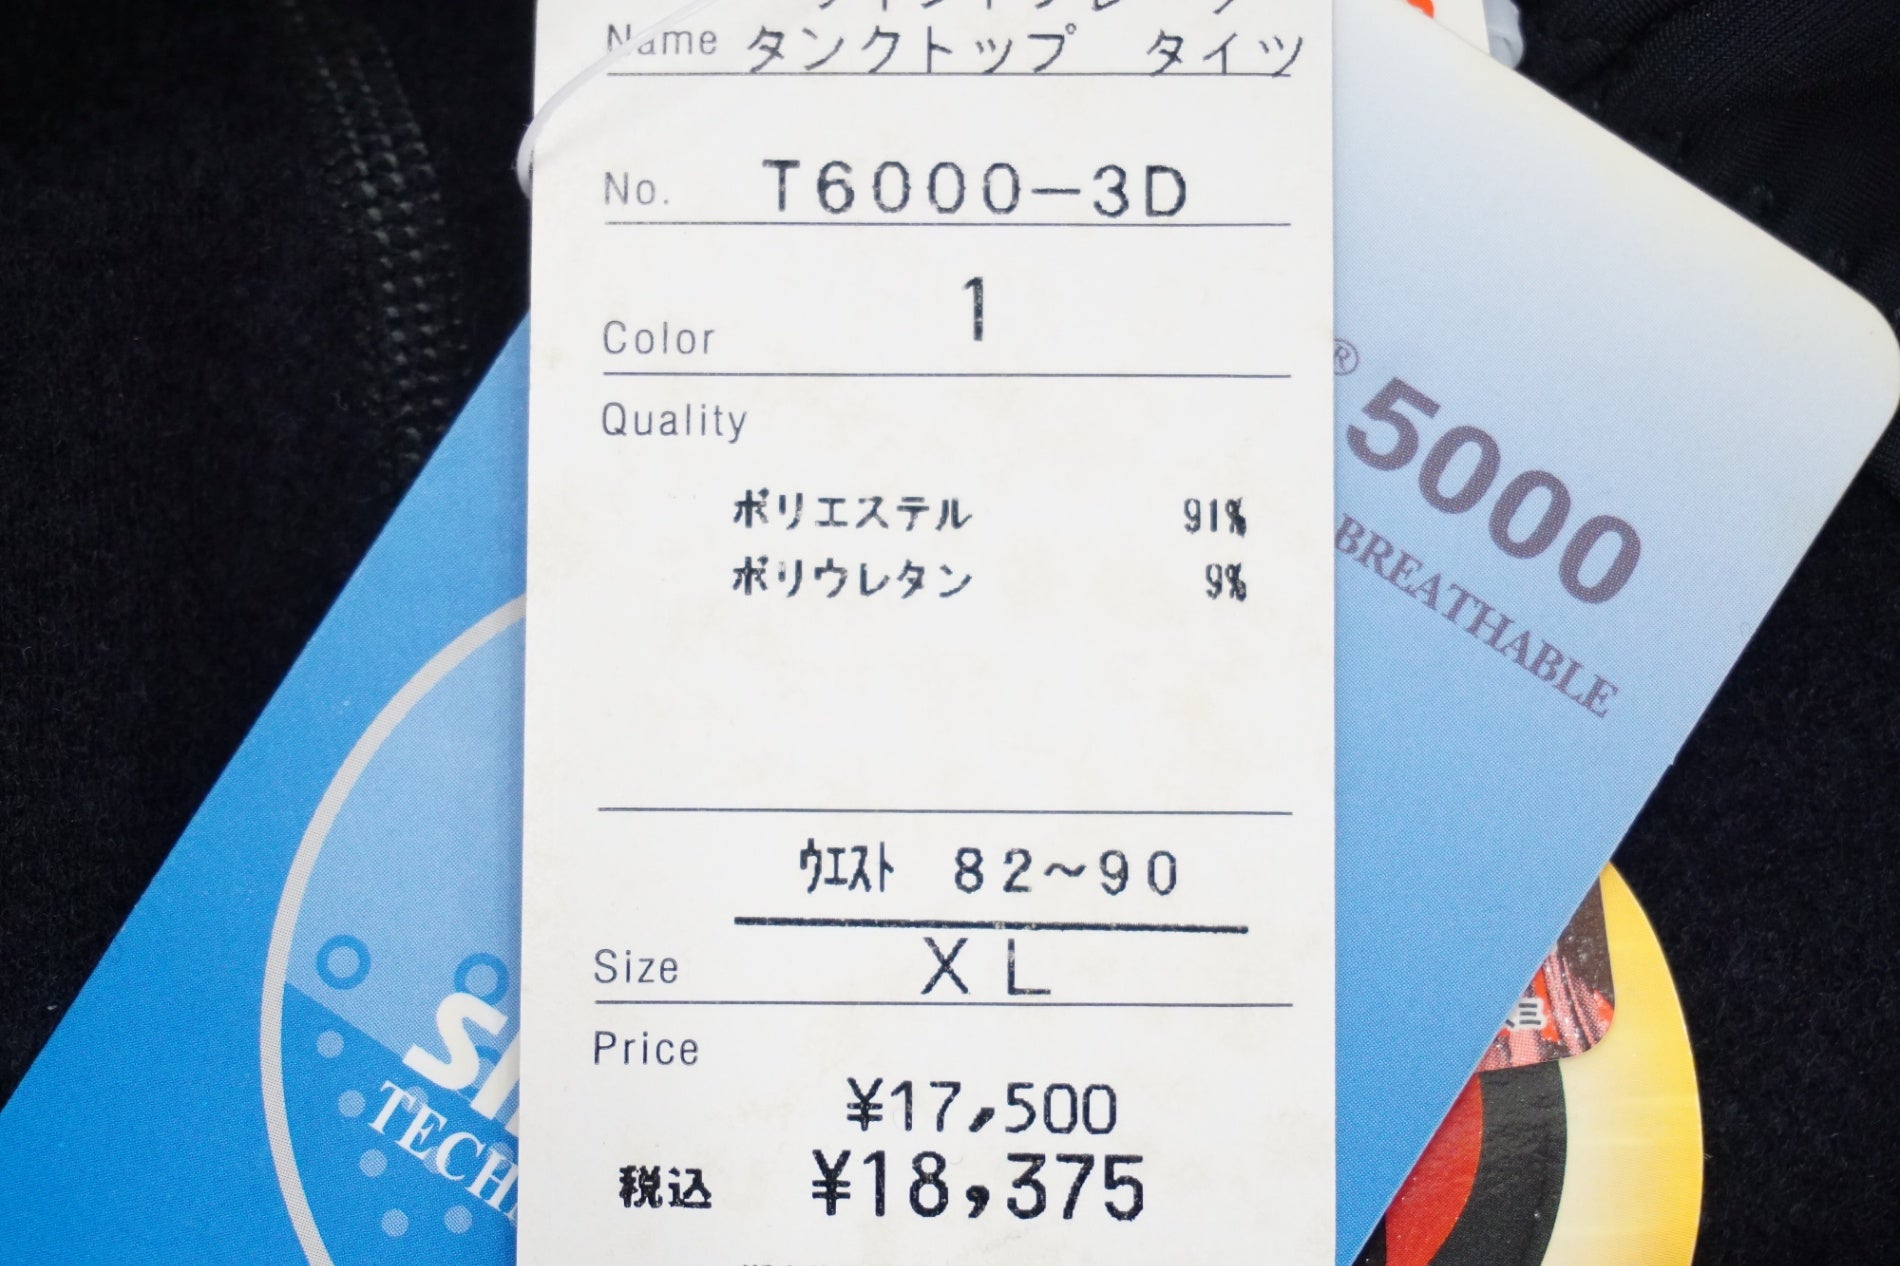 Name タンクトップ タイツ
No. T6000-3D
Color 1
Quality
ポリエステル 91%
ポリウレタン 9%
ウエスト 82~90
Size XL
Price
¥17,500
税込 ¥18,375
® 5000
BREATHABLE
TECH